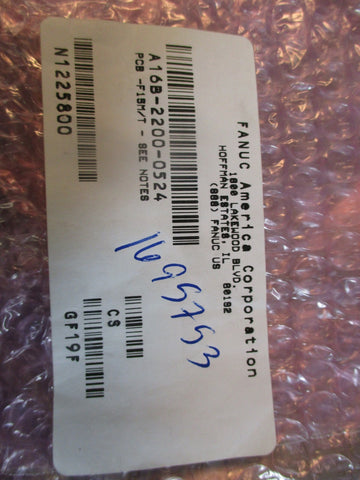 FANUC America Corporation
1800 LAKEWOOD BLVD.
HOFFMAN ESTATES, IL 60192
(888) FANUC US
A16B-2200-0524
PCB -F15M/T - SEE NOTES
N1225800
1695753
CS
GF19F